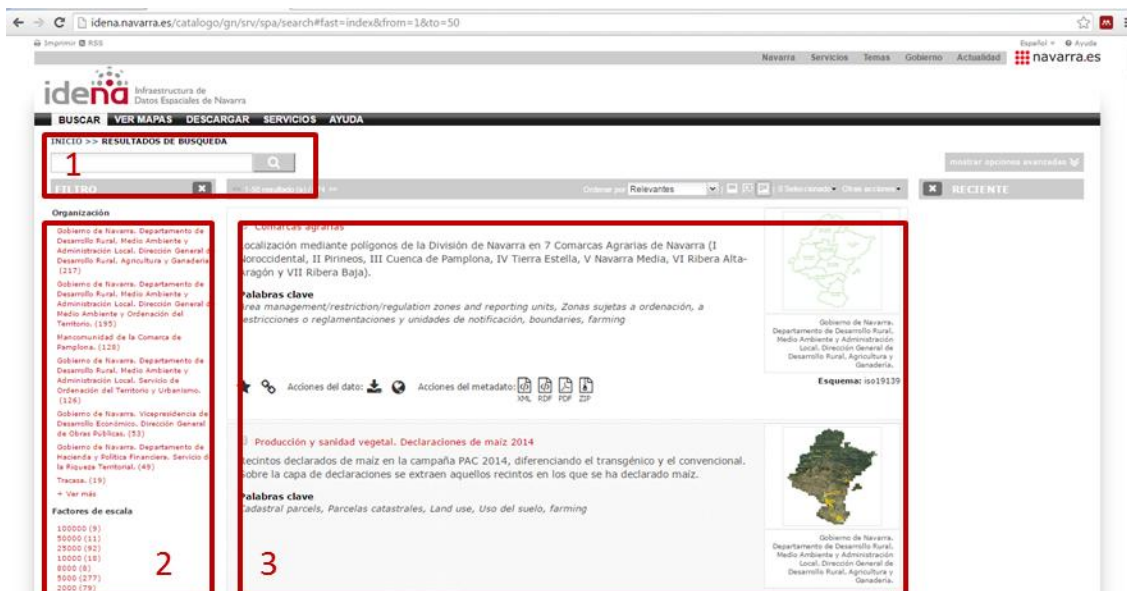 idena.navarra.es/catalogo/gn/srv/spa/search#fast=index&from=1&to=50
Imprimir RSS
Español Ayuda
Navarra Servicios Temas Gobierno Actualidad navarra.es
idena Infraestructura de
Datos Espaciales de Navarra
BUSCAR VER MAPAS DESCARGAR SERVICIOS AYUDA
INICIO >> RESULTADOS DE BUSQUEDA
1
mostrar opciones avanzadas
FILTRO
Ordenar por Relevantes
0 Seleccionado Otras acciones
RECIENTE
Organización
Gobierno de Navarra. Departamento de
Desarrollo Rural, Medio Ambiente y
Administración Local. Dirección General de
Desarrollo Rural, Agricultura y Ganadería
(217)
Gobierno de Navarra. Departamento de
Desarrollo Rural, Medio Ambiente y
Administración Local. Dirección General de
Medio Ambiente y Ordenación del
Territorio. (195)
Mancomunidad de la Comarca de
Pamplona. (128)
Gobierno de Navarra. Departamento de
Desarrollo Rural, Medio Ambiente y
Administración Local. Servicio de
Ordenación del Territorio y Urbanismo.
(126)
Gobierno de Navarra. Vicepresidencia de
Desarrollo Económico. Dirección General
de Obras Públicas. (53)
Gobierno de Navarra. Departamento de
Hacienda y Política Financiera. Servicio de
la Riqueza Territorial. (49)
Tracasa. (19)
+ Ver más
Factores de escala
100000 (9)
50000 (11)
25000 (92)
10000 (18)
8000 (8)
5000 (277)
2000 (79)
2
Comarcas agrarias
Localización mediante polígonos de la División de Navarra en 7 Comarcas Agrarias de Navarra (I
Noroccidental, II Pirineos, III Cuenca de Pamplona, IV Tierra Estella, V Navarra Media, VI Ribera Alta-
Aragón y VII Ribera Baja).
Palabras clave
Area management/restriction/regulation zones and reporting units, Zonas sujetas a ordenación, a
restricciones o reglamentaciones y unidades de notificación, boundaries, farming
Acciones del dato: Acciones del metadato:
XML RDF PDF ZIP
Gobierno de Navarra.
Departamento de Desarrollo Rural,
Medio Ambiente y Administración
Local. Dirección General de
Desarrollo Rural, Agricultura y
Ganadería.
Esquema: iso19139
Producción y sanidad vegetal. Declaraciones de maíz 2014
Recintos declarados de maíz en la campaña PAC 2014, diferenciando el transgénico y el convencional.
Sobre la capa de declaraciones se extraen aquellos recintos en los que se ha declarado maíz.
Palabras clave
Cadastral parcels, Parcelas catastrales, Land use, Uso del suelo, farming
3
Gobierno de Navarra.
Departamento de Desarrollo Rural,
Medio Ambiente y Administración
Local. Dirección General de
Desarrollo Rural, Agricultura y
Ganadería.